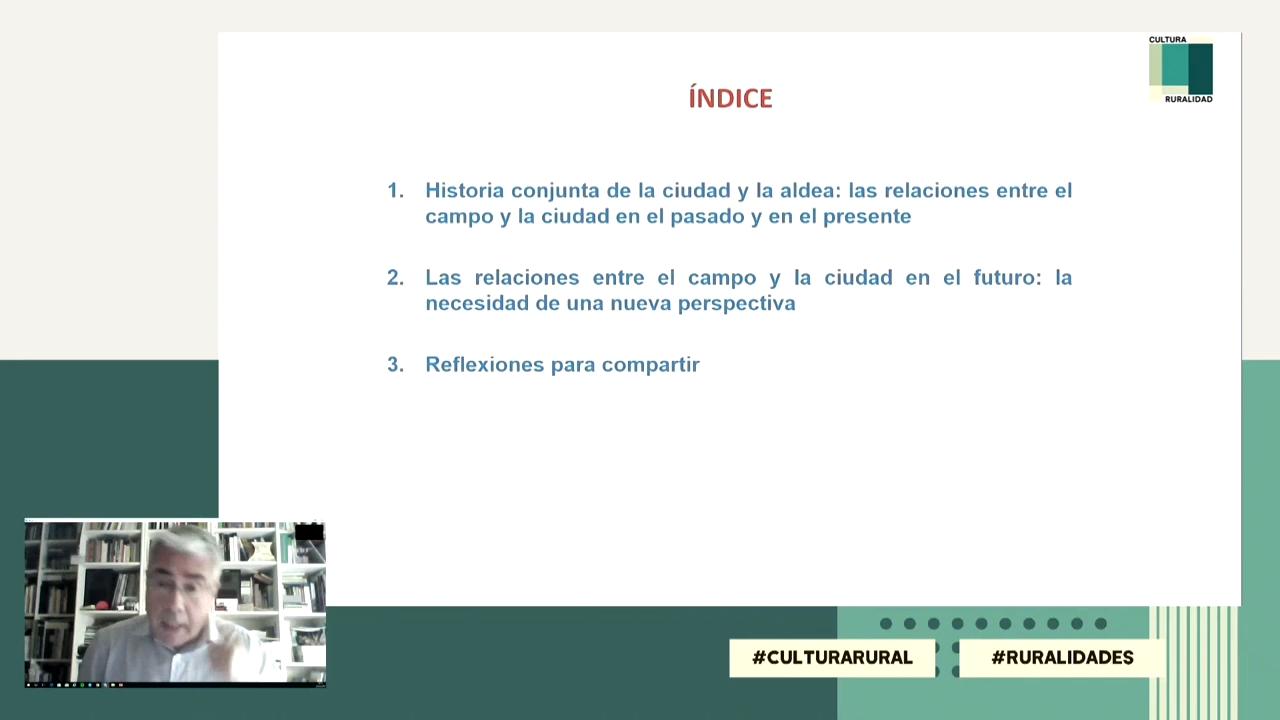 CULTURA
RURALIDAD
ÍNDICE
1. Historia conjunta de la ciudad y la aldea: las relaciones entre el
campo y la ciudad en el pasado y en el presente
2. Las relaciones entre el campo y la ciudad en el futuro: la
necesidad de una nueva perspectiva
3. Reflexiones para compartir
#CULTURARURAL
#RURALIDADES